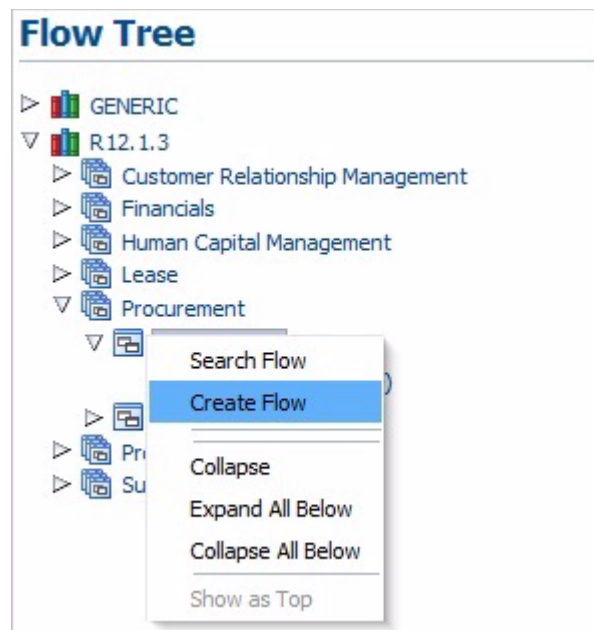 Flow Tree
GENERIC
R12.1.3
Customer Relationship Management
Financials
Human Capital Management
Lease
Procurement
Search Flow
)
Create Flow
Collapse
Expand All Below
Collapse All Below
Show as Top